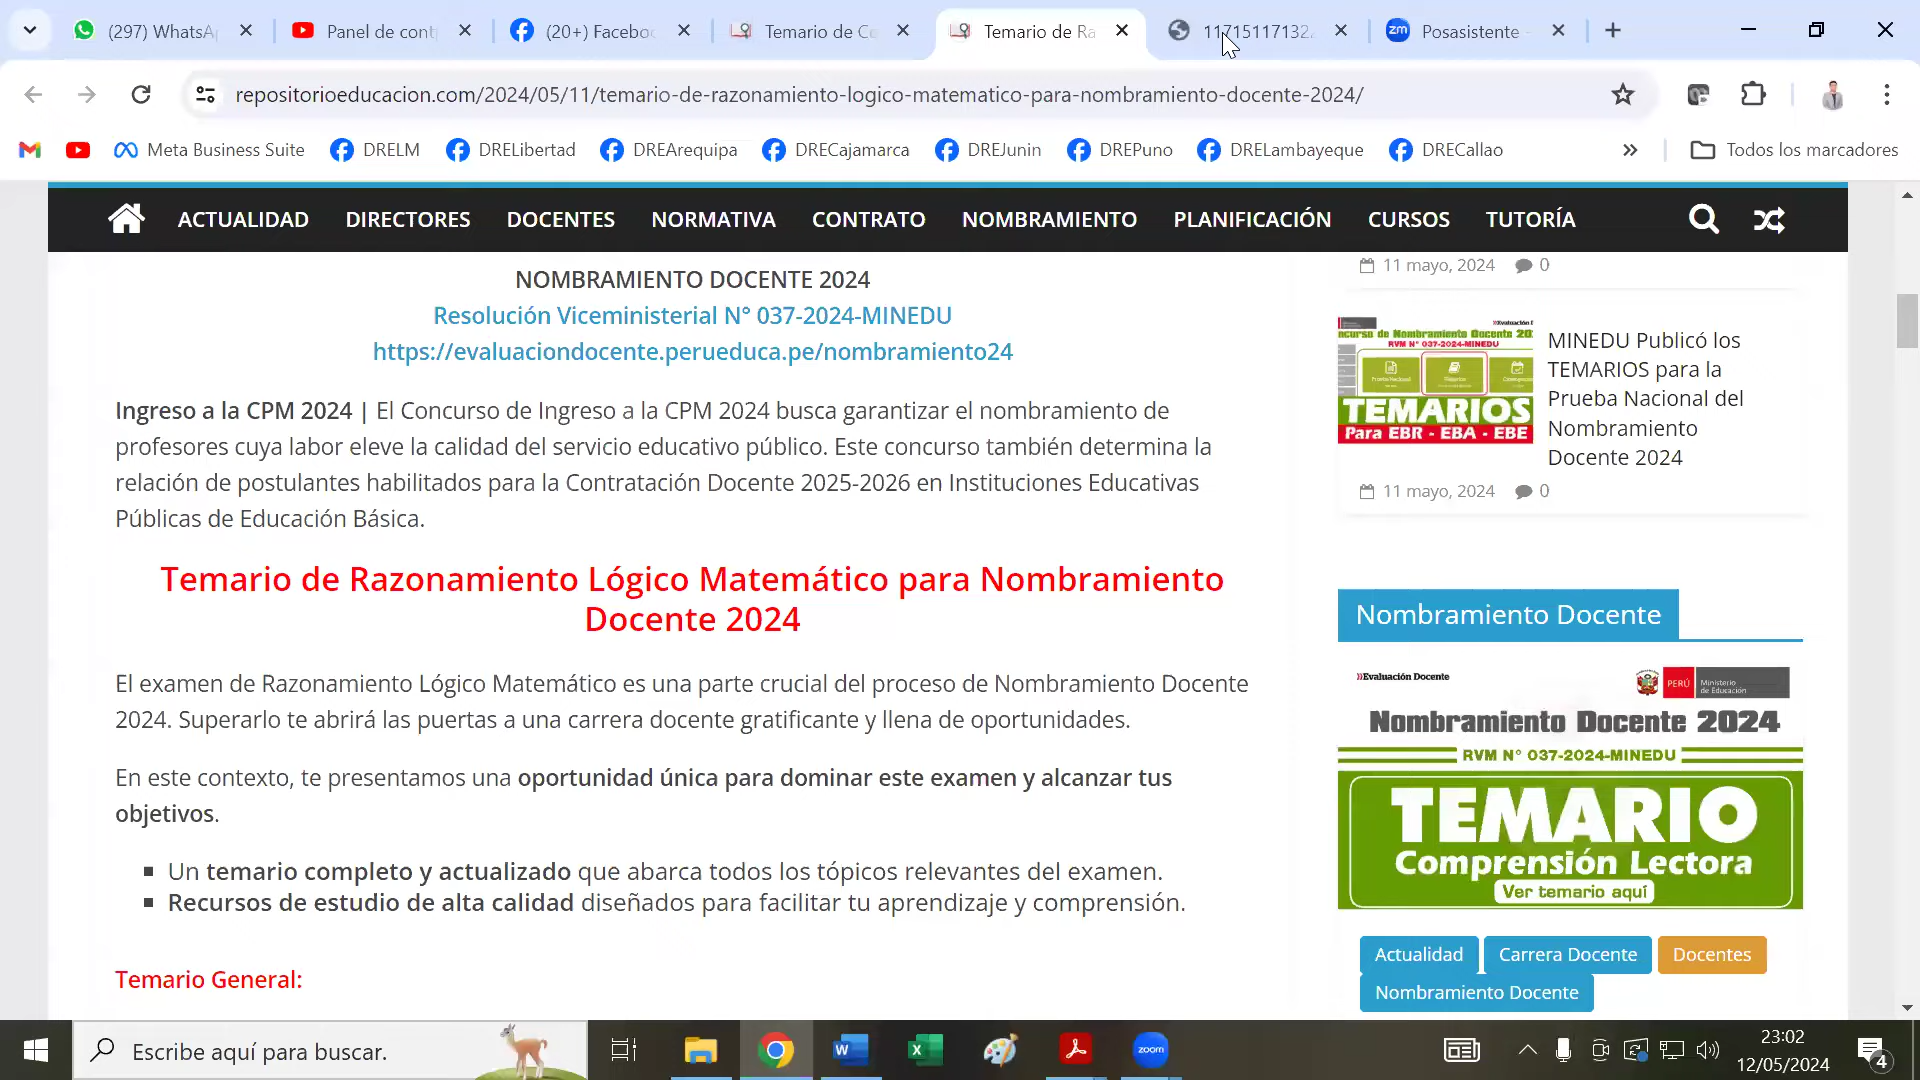 (297) WhatsA
Panel de cont
(20+) Facebo
Temario de Co
Temario de Ra
11715117132
Posasistente -
repositorioeducacion.com/2024/05/11/temario-de-razonamiento-logico-matematico-para-nombramiento-docente-2024/
Meta Business Suite
DRELM
DRELibertad
DREArequipa
DRECajamarca
DREJunin
DREPuno
DRELambayeque
DRECallao
Todos los marcadores
ACTUALIDAD
DIRECTORES
DOCENTES
NORMATIVA
CONTRATO
NOMBRAMIENTO
PLANIFICACIÓN
CURSOS
TUTORÍA
NOMBRAMIENTO DOCENTE 2024
Resolución Viceministerial N° 037-2024-MINEDU
https://evaluaciondocente.perueduca.pe/nombramiento24
Ingreso a la CPM 2024 | El Concurso de Ingreso a la CPM 2024 busca garantizar el nombramiento de
profesores cuya labor eleve la calidad del servicio educativo público. Este concurso también determina la
relación de postulantes habilitados para la Contratación Docente 2025-2026 en Instituciones Educativas
Públicas de Educación Básica.
Temario de Razonamiento Lógico Matemático para Nombramiento
Docente 2024
El examen de Razonamiento Lógico Matemático es una parte crucial del proceso de Nombramiento Docente
2024. Superarlo te abrirá las puertas a una carrera docente gratificante y llena de oportunidades.
En este contexto, te presentamos una oportunidad única para dominar este examen y alcanzar tus
objetivos.
Un temario completo y actualizado que abarca todos los tópicos relevantes del examen.
Recursos de estudio de alta calidad diseñados para facilitar tu aprendizaje y comprensión.
Temario General:
11 mayo, 2024 0
RVM N° 037-2024-MINEDU
TEMARIOS
Para EBR - EBA - EBE
MINEDU Publicó los
TEMARIOS para la
Prueba Nacional del
Nombramiento
Docente 2024
11 mayo, 2024 0
Nombramiento Docente
»Evaluación Docente
PERÚ
Ministerio
de Educación
Nombramiento Docente 2024
RVM N° 037-2024-MINEDU
TEMARIO
Comprensión Lectora
Ver temario aquí
Actualidad
Carrera Docente
Docentes
Nombramiento Docente
Escribe aquí para buscar.
zoom
23:02
12/05/2024
4